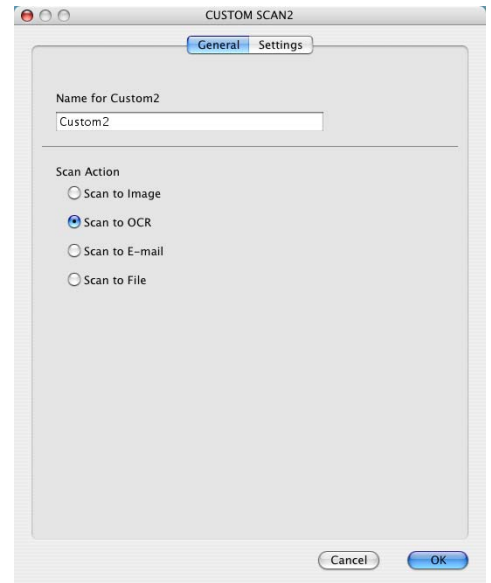 CUSTOM SCAN2
General Settings
Name for Custom2
Custom2
Scan Action
Scan to Image
Scan to OCR
Scan to E-mail
Scan to File
Cancel OK